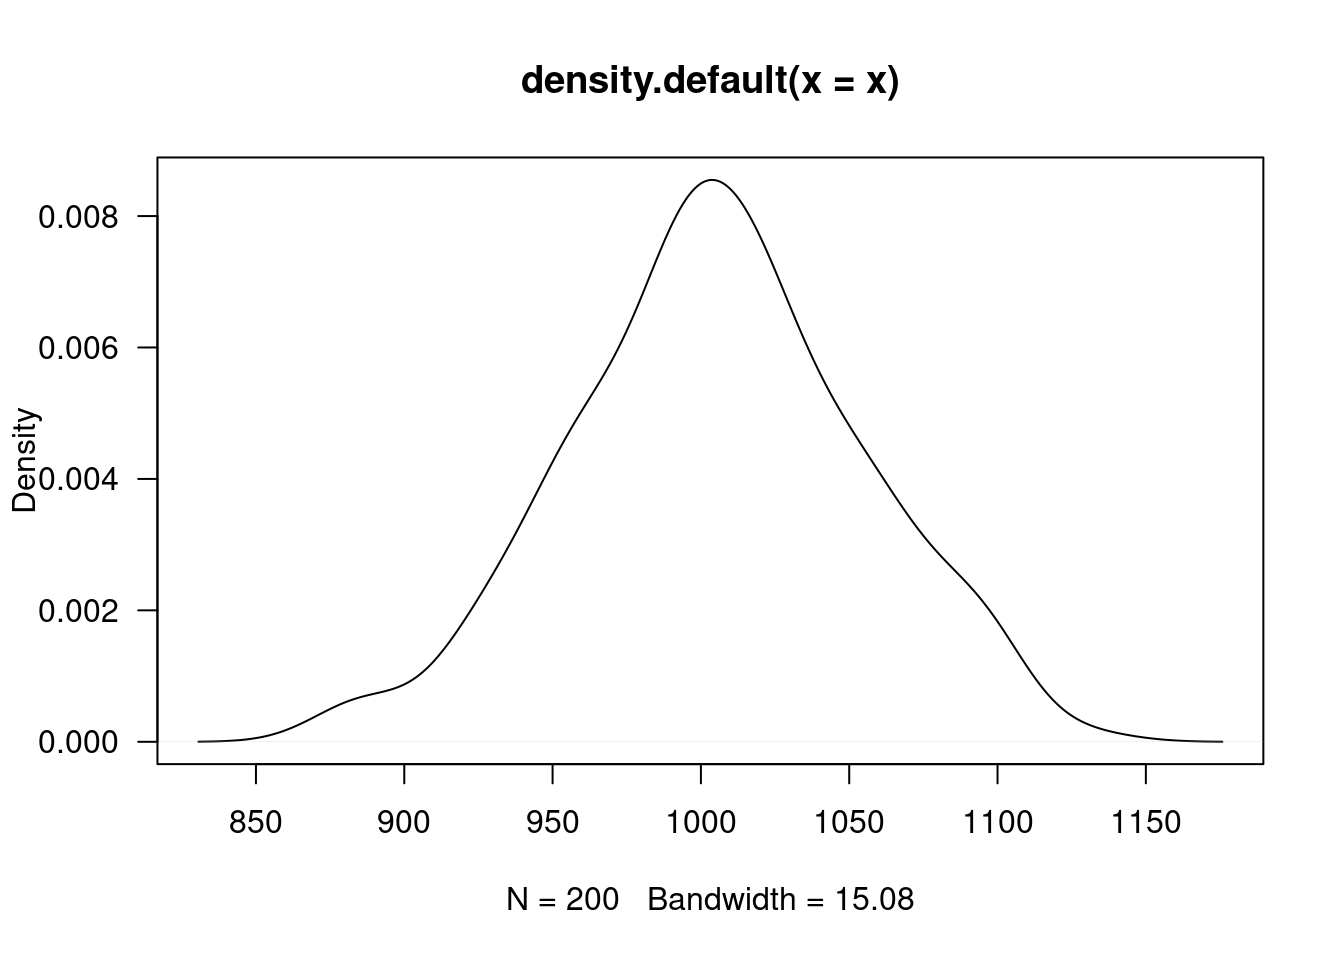 density.default(x = x)
Density
0.008
0.006
0.004
0.002
0.000
850 900 950 1000 1050 1100 1150
N = 200 Bandwidth = 15.08